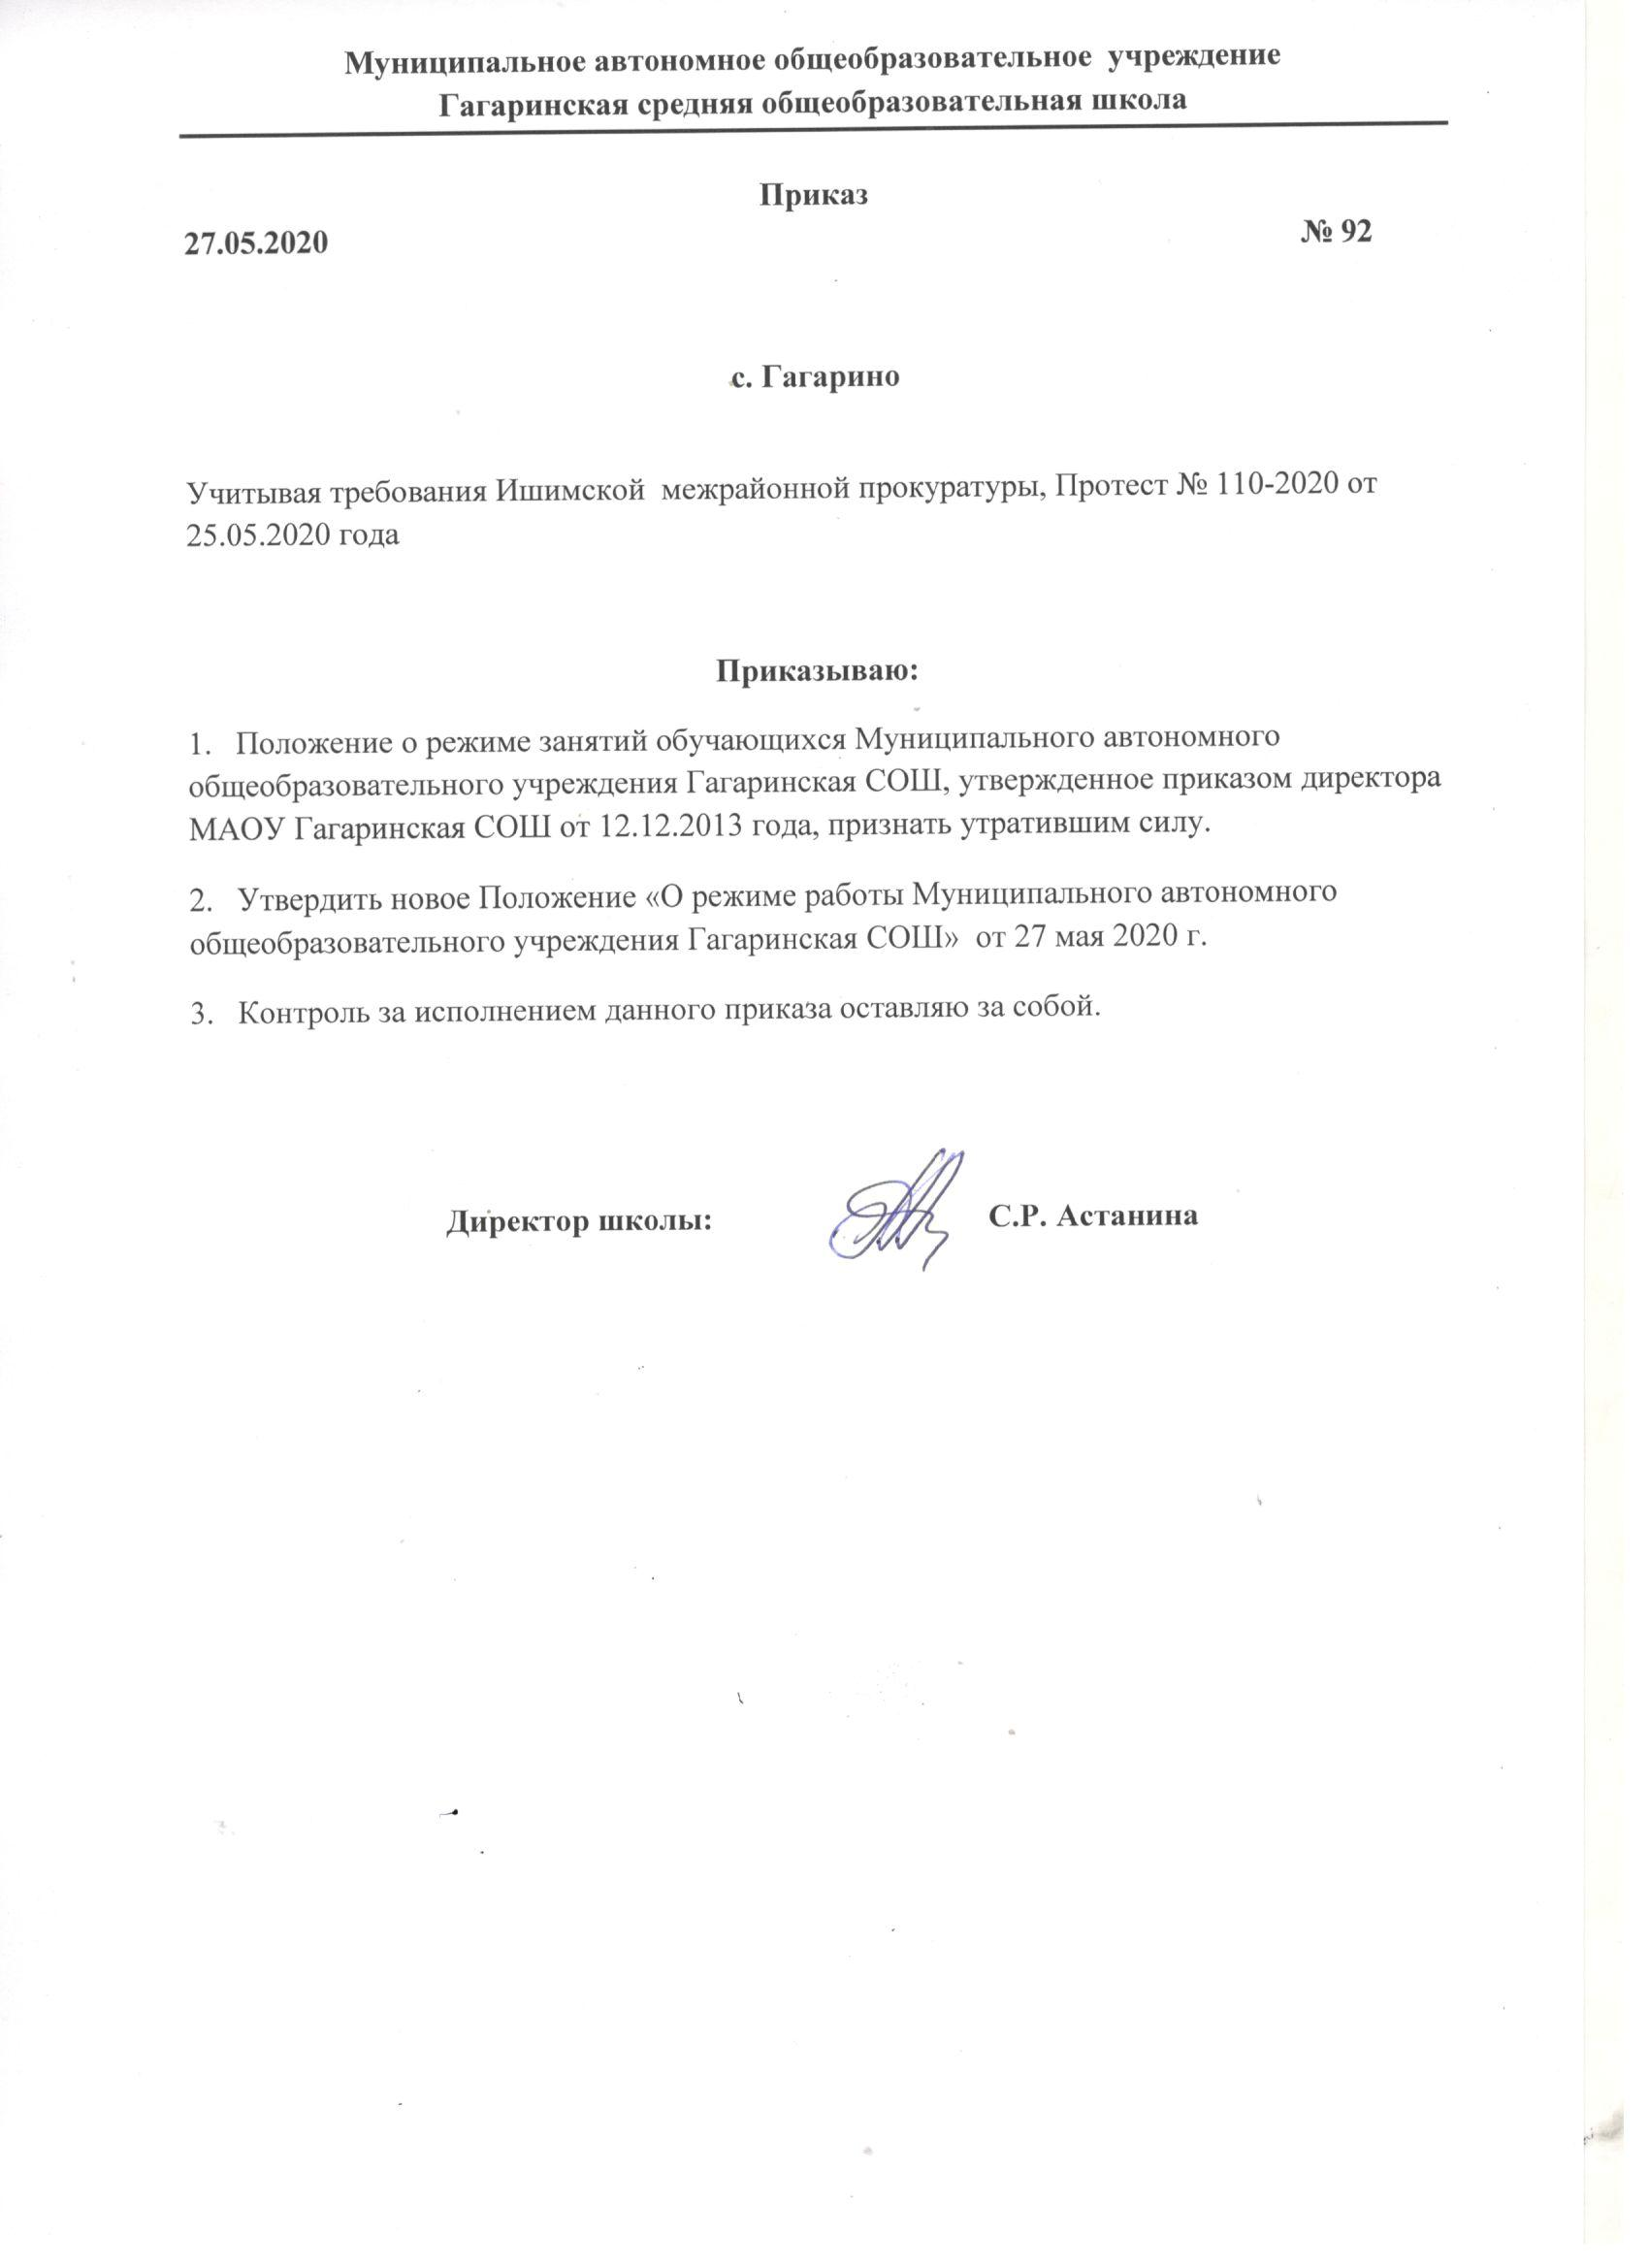 Муниципальное автономное общеобразовательное учреждение
Гагаринская средняя общеобразовательная школа
Приказ
27.05.2020 № 92
с. Гагарино
Учитывая требования Ишимской межрайонной прокуратуры, Протест № 110-2020 от
25.05.2020 года
Приказываю:
1. Положение о режиме занятий обучающихся Муниципального автономного
общеобразовательного учреждения Гагаринская СОШ, утвержденное приказом директора
МАОУ Гагаринская СОШ от 12.12.2013 года, признать утратившим силу.
2. Утвердить новое Положение «О режиме работы Муниципального автономного
общеобразовательного учреждения Гагаринская СОШ» от 27 мая 2020 г.
3. Контроль за исполнением данного приказа оставляю за собой.
Директор школы: С.Р. Астанина